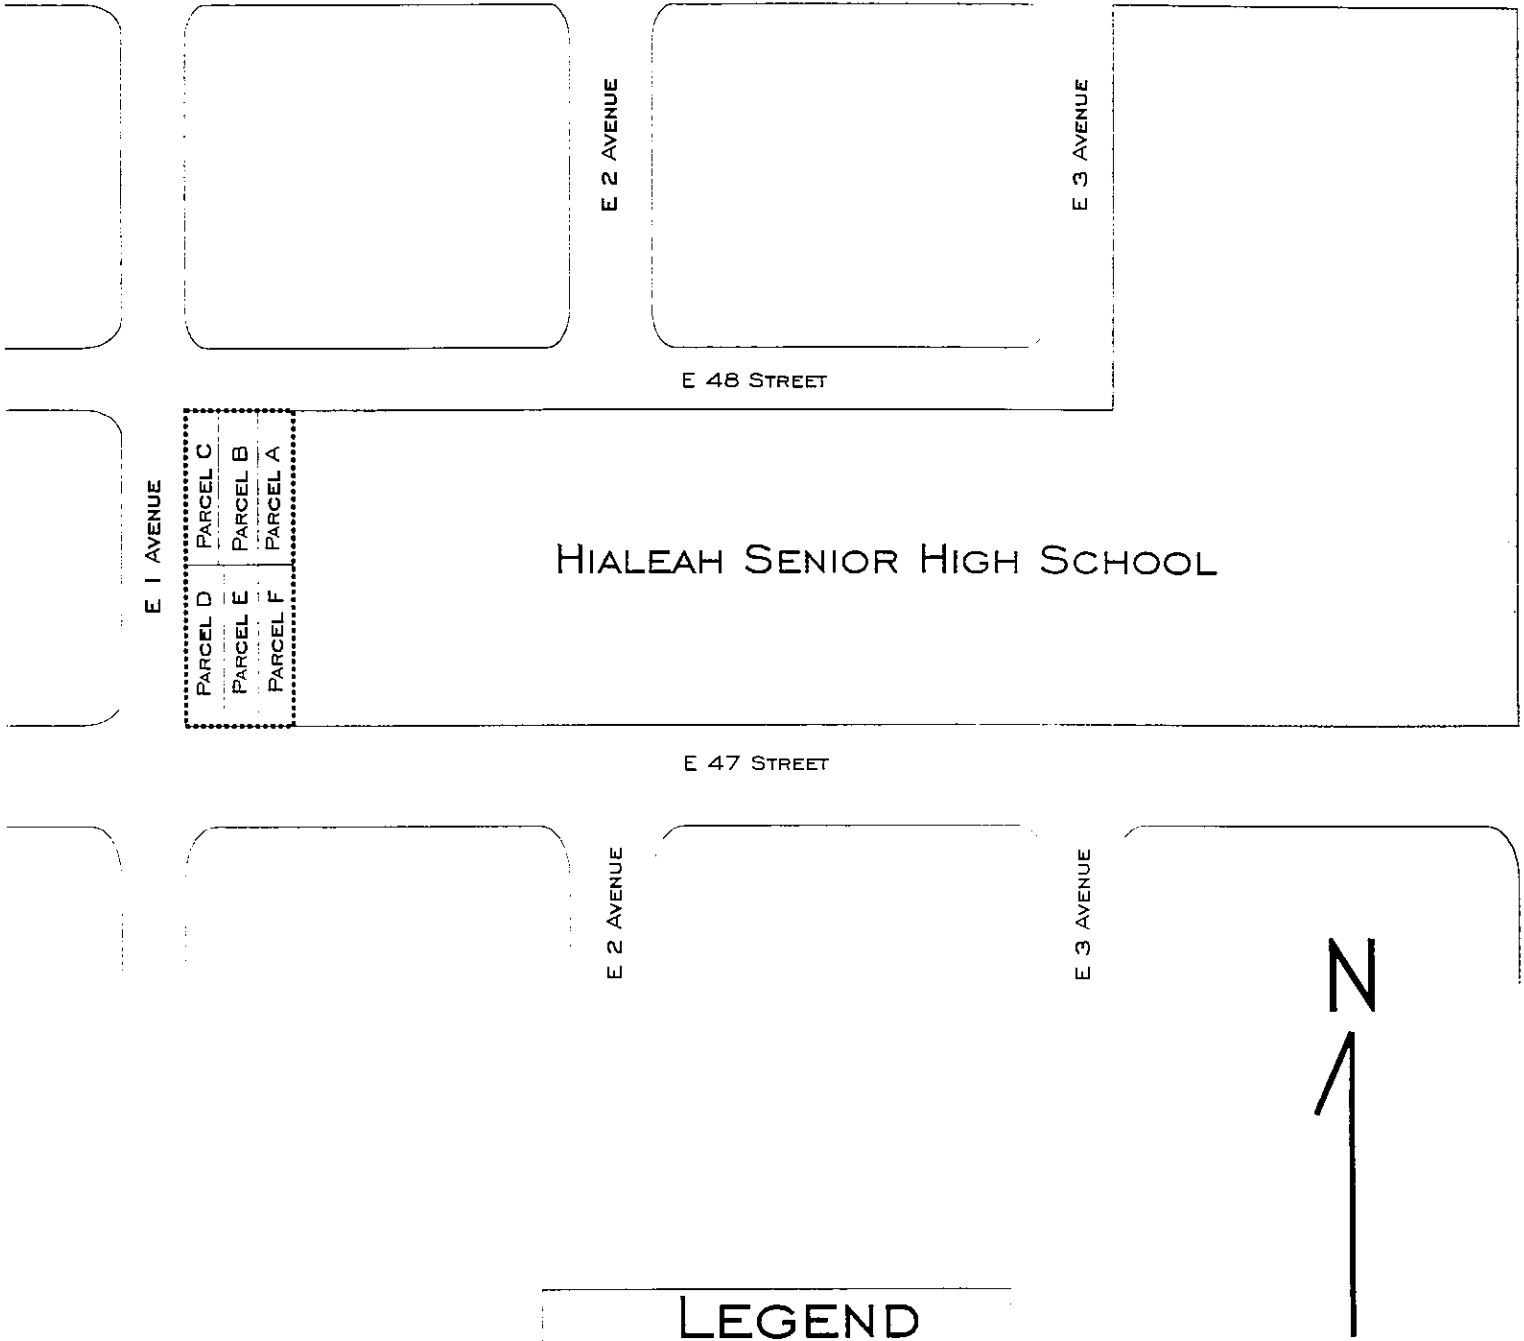 E 2 AVENUE
E 3 AVENUE
E 48 STREET
E 1 AVENUE
PARCEL C
PARCEL B
PARCEL A
PARCEL D
PARCEL E
PARCEL F
HIALEAH SENIOR HIGH SCHOOL
E 47 STREET
E 2 AVENUE
E 3 AVENUE
N
LEGEND